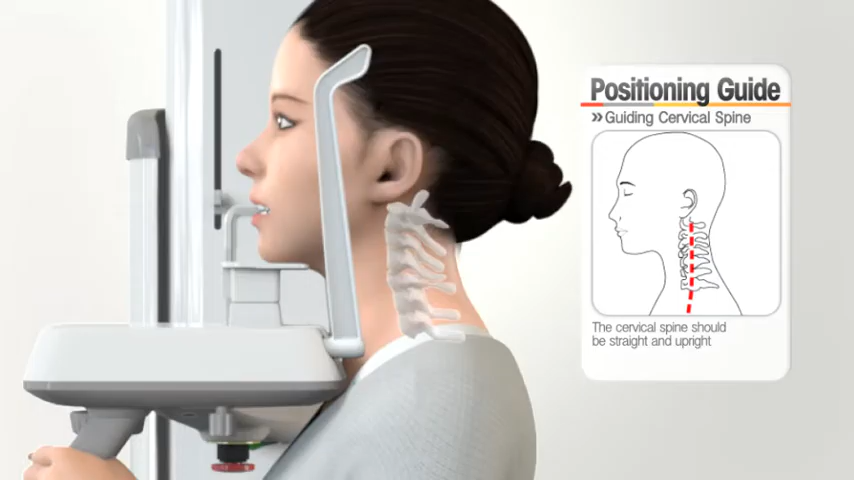 Positioning Guide
» Guiding Cervical Spine
The cervical spine should
be straight and upright